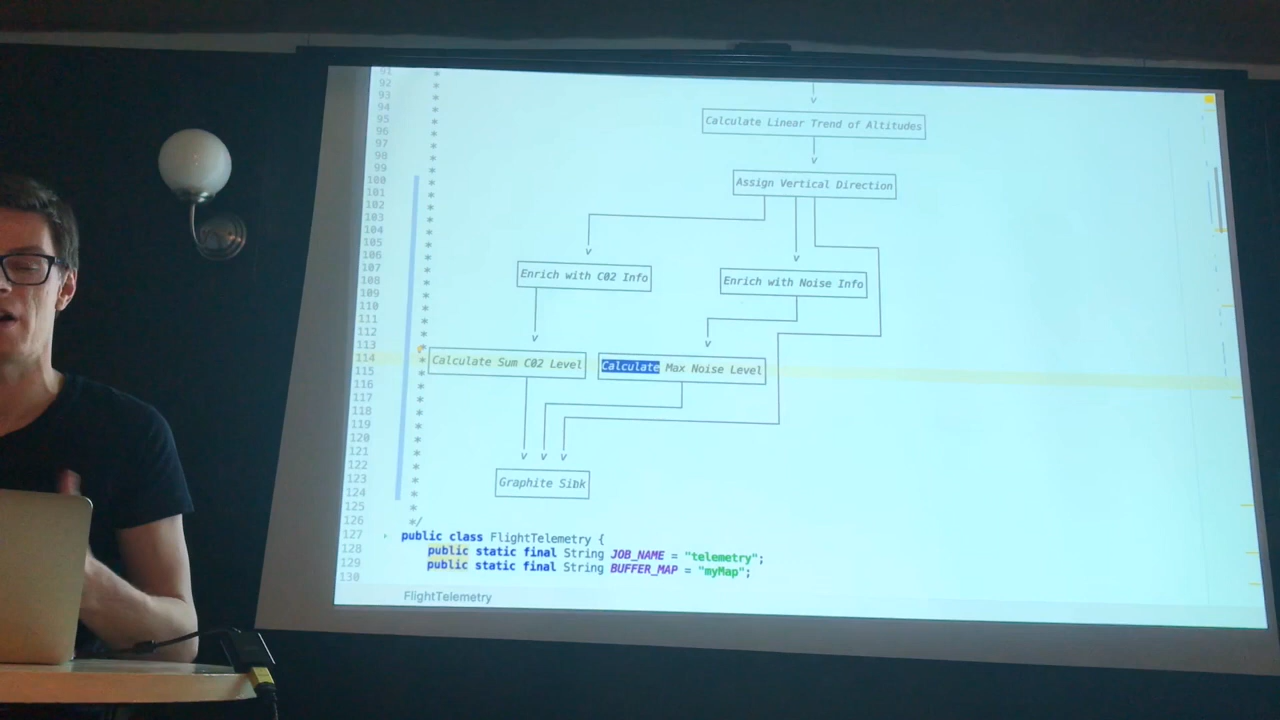 91 *
92 *
93 * v
94 *
95 * Calculate Linear Trend of Altitudes
96 *
97 *
98 * v
99 *
100 * Assign Vertical Direction
101 *
102 *
103 *
104 *
105 * v v
106 *
107 * Enrich with C02 Info Enrich with Noise Info
108 *
109 *
110 *
111 *
112 * v v
113 *
114 * Calculate Sum C02 Level Calculate Max Noise Level
115 *
116 *
117 *
118 *
119 *
120 *
121 * v v v
122 *
123 * Graphite Sink
124 *
125 *
126 */
127 public class FlightTelemetry {
128 public static final String JOB_NAME = "telemetry";
129 public static final String BUFFER_MAP = "myMap";
130
FlightTelemetry